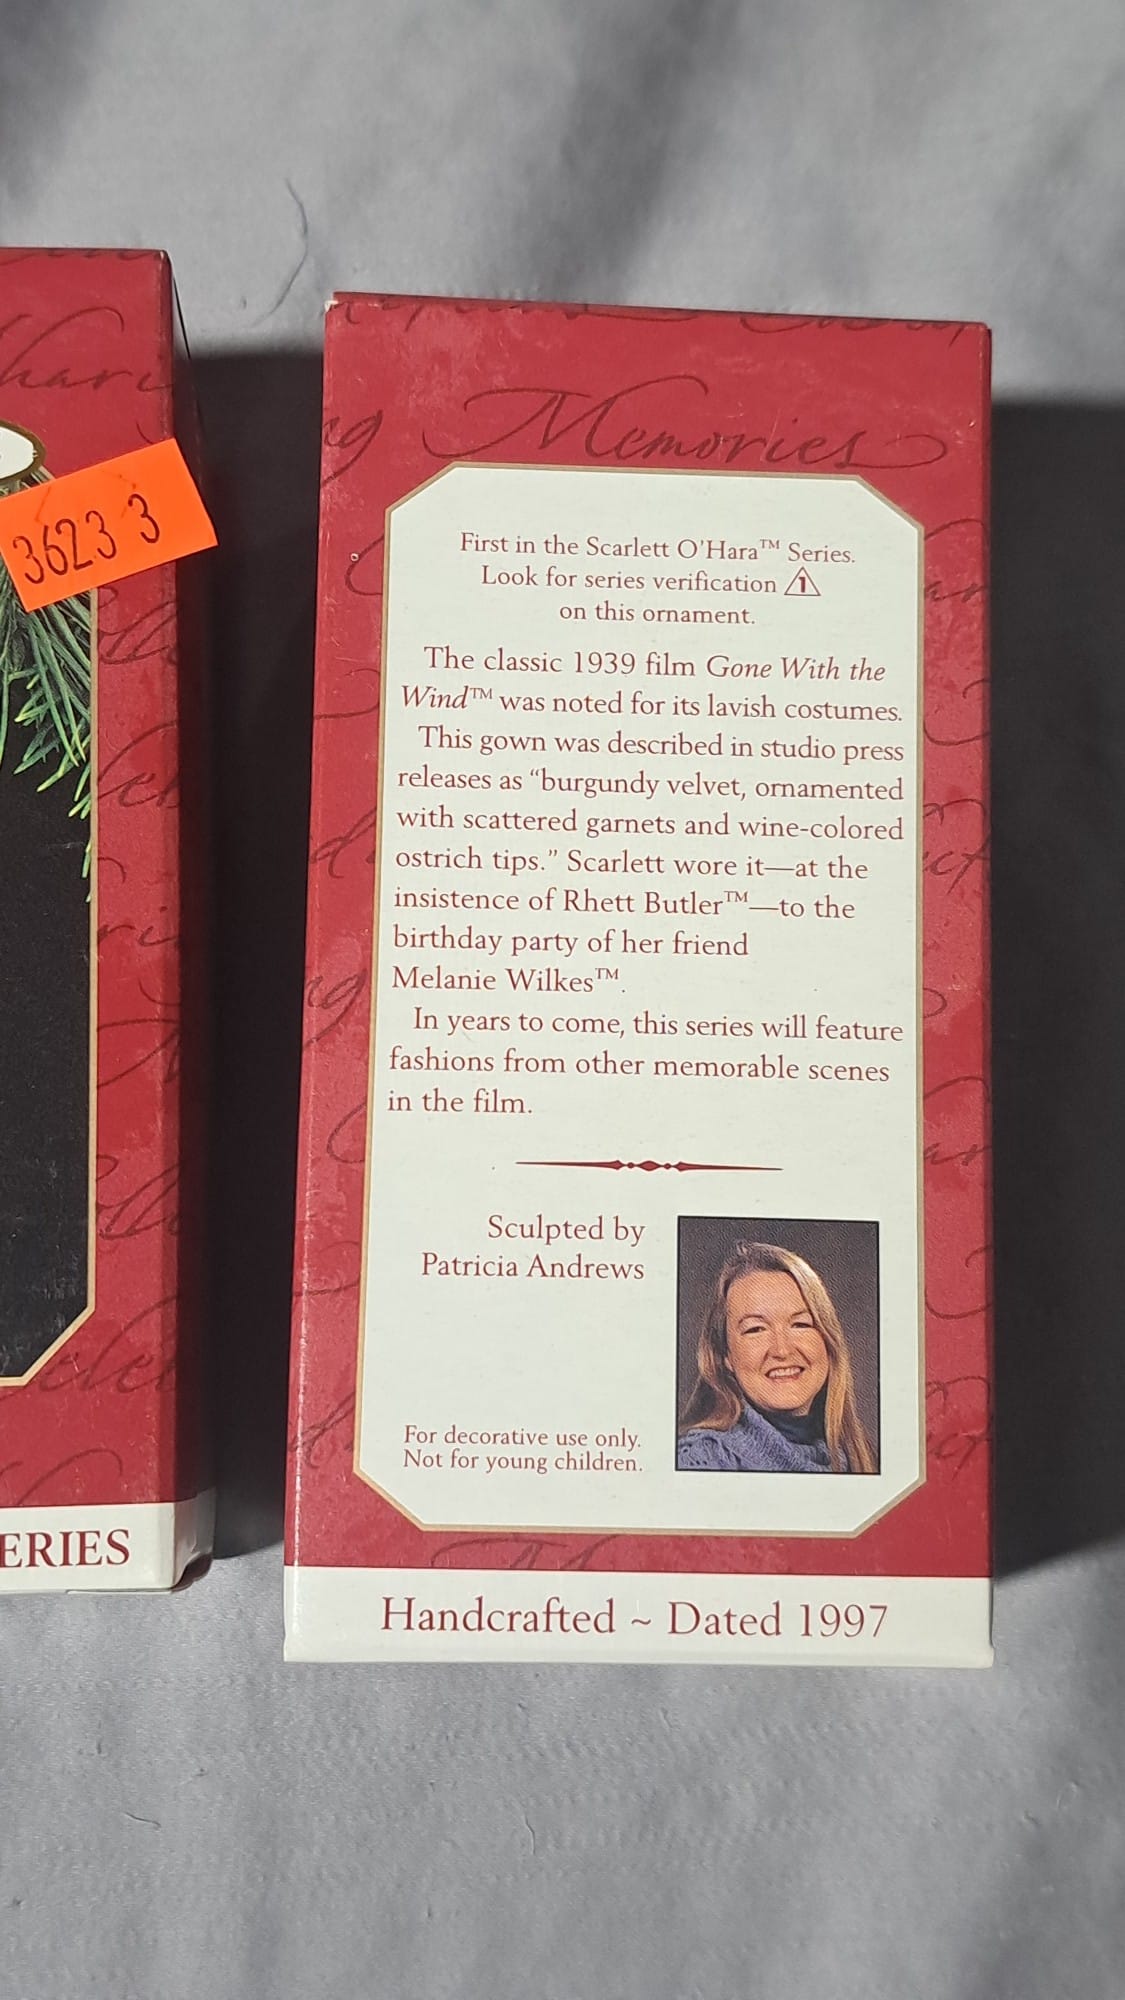 Memories
First in the Scarlett O'Hara™ Series.
Look for series verification 1
on this ornament.
The classic 1939 film Gone With the
Wind™ was noted for its lavish costumes.
This gown was described in studio press
releases as “burgundy velvet, ornamented
with scattered garnets and wine-colored
ostrich tips.” Scarlett wore it—at the
insistence of Rhett Butler™—to the
birthday party of her friend
Melanie Wilkes™.
In years to come, this series will feature
fashions from other memorable scenes
in the film.
Sculpted by
Patricia Andrews
For decorative use only.
Not for young children.
Handcrafted ~ Dated 1997
3623 3
ERIES